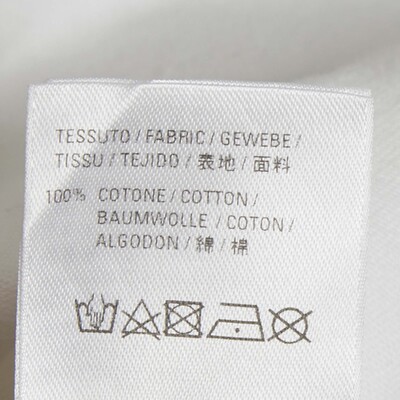 TESSUTO / FABRIC / GEWEBE /
TISSU / TEJIDO / 表地 / 面料
100% COTONE / COTTON /
BAUMWOLLE / COTON /
ALGODON / 綿 / 棉